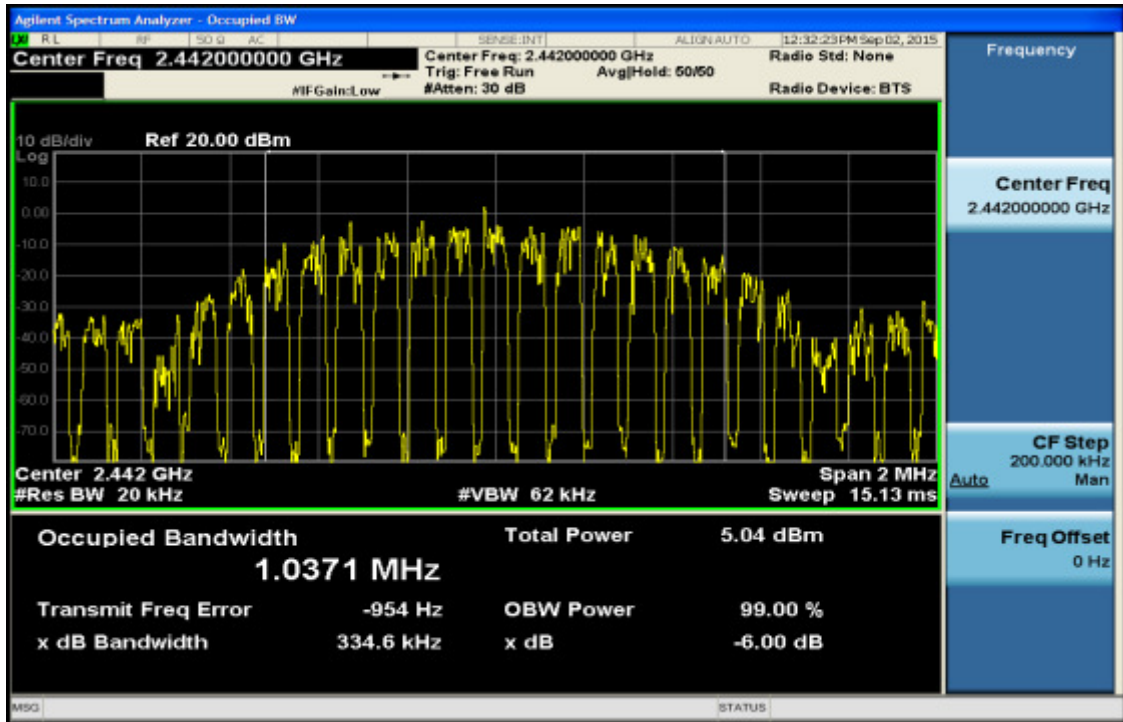 Agilent Spectrum Analyzer - Occupied BW
RL RF 50 Ω AC SENSE:INT ALIGN AUTO 12:32:23 PM Sep 02, 2015
Center Freq 2.442000000 GHz
Center Freq: 2.442000000 GHz
Radio Std: None
Trig: Free Run Avg|Hold: 50/50
#IFGain:Low
#Atten: 30 dB
Radio Device: BTS
10 dB/div Ref 20.00 dBm
Log
10.0
0.00
-10.0
-20.0
-30.0
-40.0
-50.0
-60.0
-70.0
Center 2.442 GHz Span 2 MHz
#Res BW 20 kHz #VBW 62 kHz Sweep 15.13 ms
Occupied Bandwidth
1.0371 MHz
Total Power 5.04 dBm
Transmit Freq Error -954 Hz OBW Power 99.00 %
x dB Bandwidth 334.6 kHz x dB -6.00 dB
Frequency
Center Freq
2.442000000 GHz
CF Step
200.000 kHz
Auto Man
Freq Offset
0 Hz
MSG STATUS